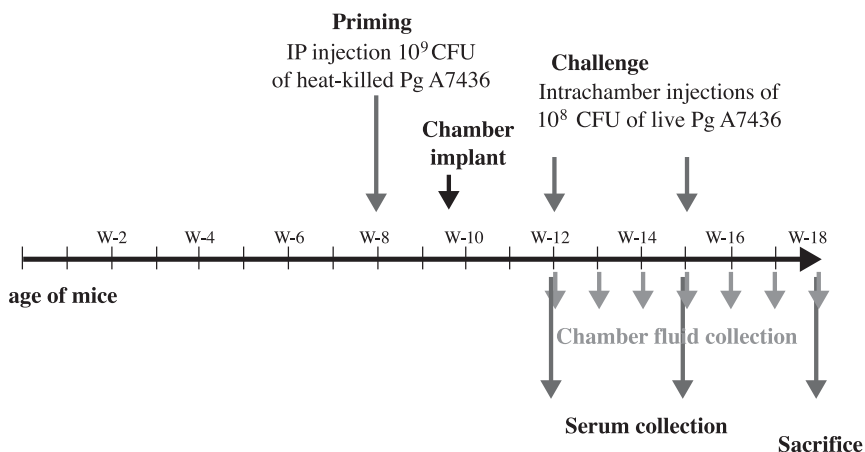 Priming
IP injection 10⁹ CFU
of heat-killed Pg A7436
Challenge
Intrachamber injections of
10⁸ CFU of live Pg A7436
Chamber
implant
W-2 W-4 W-6 W-8 W-10 W-12 W-14 W-16 W-18
age of mice
Chamber fluid collection
Serum collection
Sacrifice